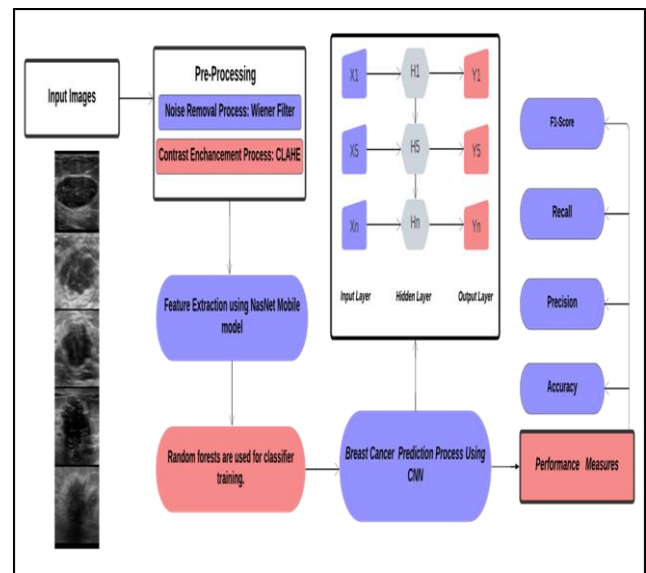 Input Images
Pre-Processing
Noise Removal Process: Wiener Filter
Contrast Enchancement Process: CLAHE
Feature Extraction using NasNet Mobile
model
Random forests are used for classifier
training.
X1
H1
Y1
X5
H5
Y5
Xn
Hn
Yn
Input Layer
Hidden Layer
Output Layer
Breast Cancer Prediction Process Using
CNN
F1-Score
Recall
Precision
Accuracy
Performance Measures